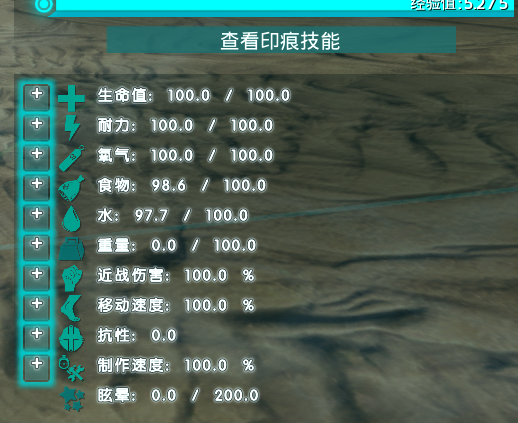 经验值:5.2/5
查看印痕技能
生命值: 100.0 / 100.0
耐力: 100.0 / 100.0
氧气: 100.0 / 100.0
食物: 98.6 / 100.0
水: 97.7 / 100.0
重量: 0.0 / 100.0
近战伤害: 100.0 %
移动速度: 100.0 %
抗性: 0.0
制作速度: 100.0 %
眩晕: 0.0 / 200.0